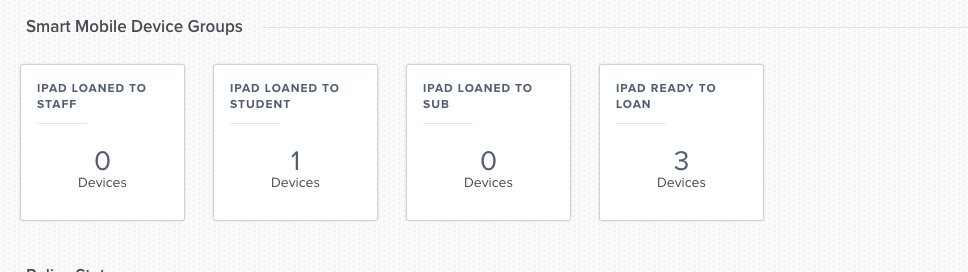 Smart Mobile Device Groups
IPAD LOANED TO
STAFF
0
Devices
IPAD LOANED TO
STUDENT
1
Devices
IPAD LOANED TO
SUB
0
Devices
IPAD READY TO
LOAN
3
Devices